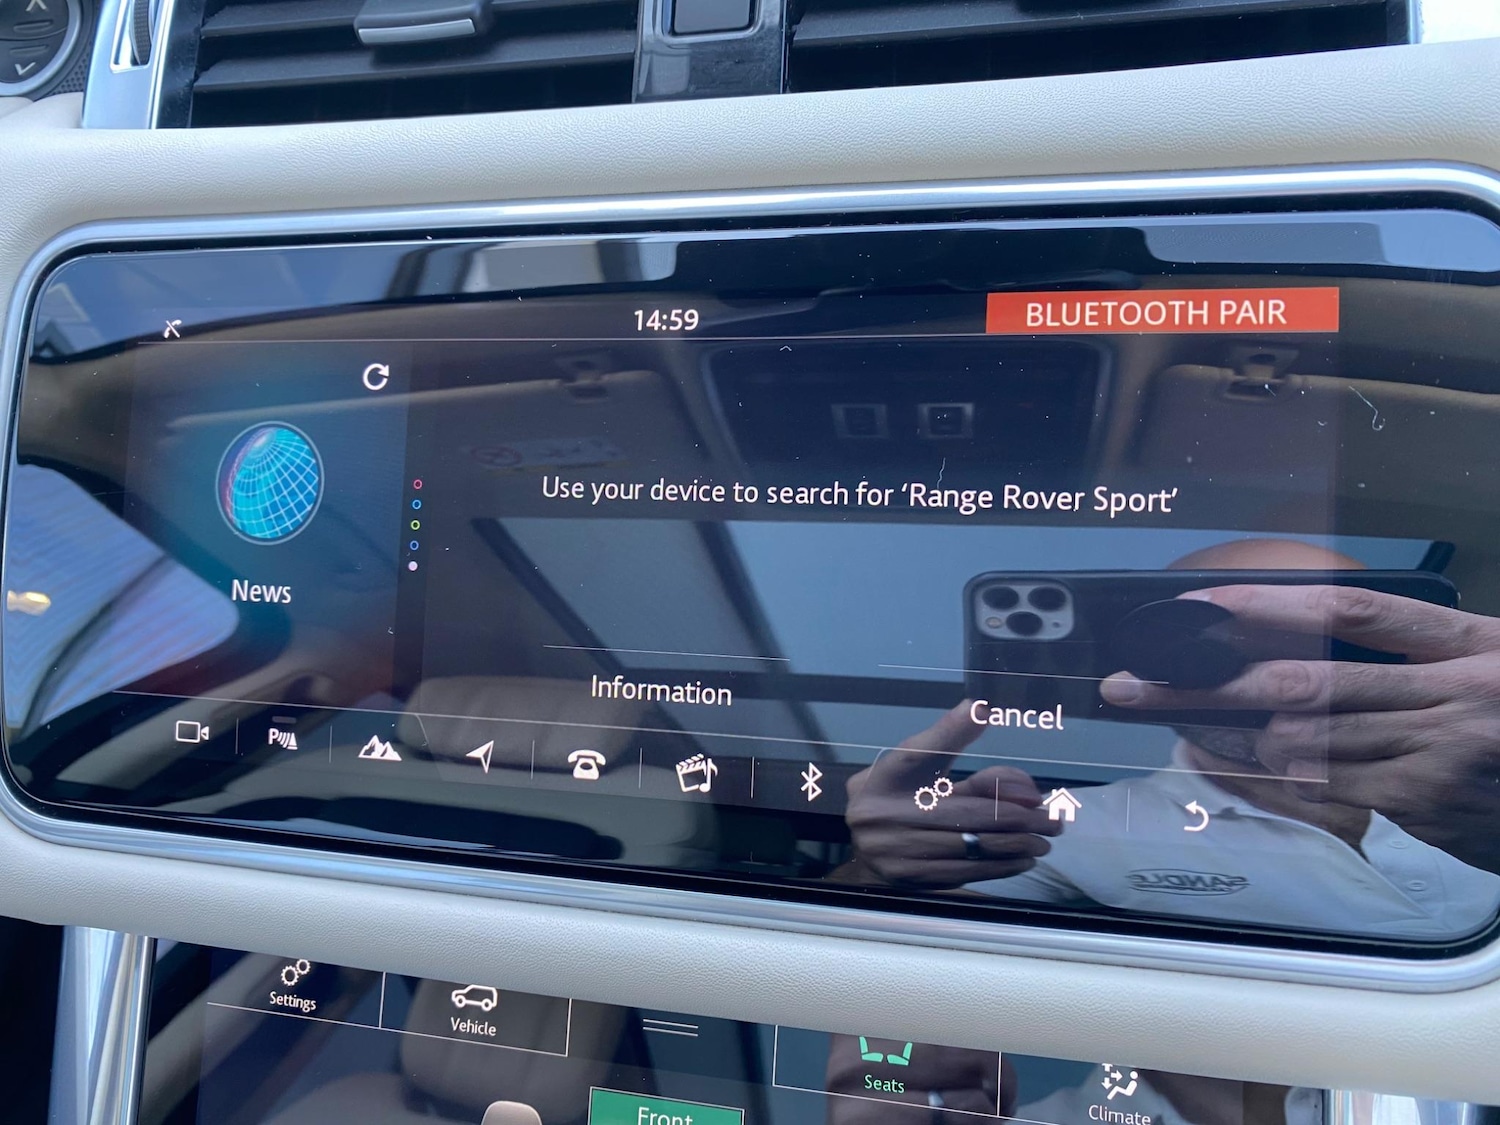 14:59
BLUETOOTH PAIR
News
Use your device to search for ‘Range Rover Sport’
Information
Cancel
P
Settings
Vehicle
Seats
Climate
Front